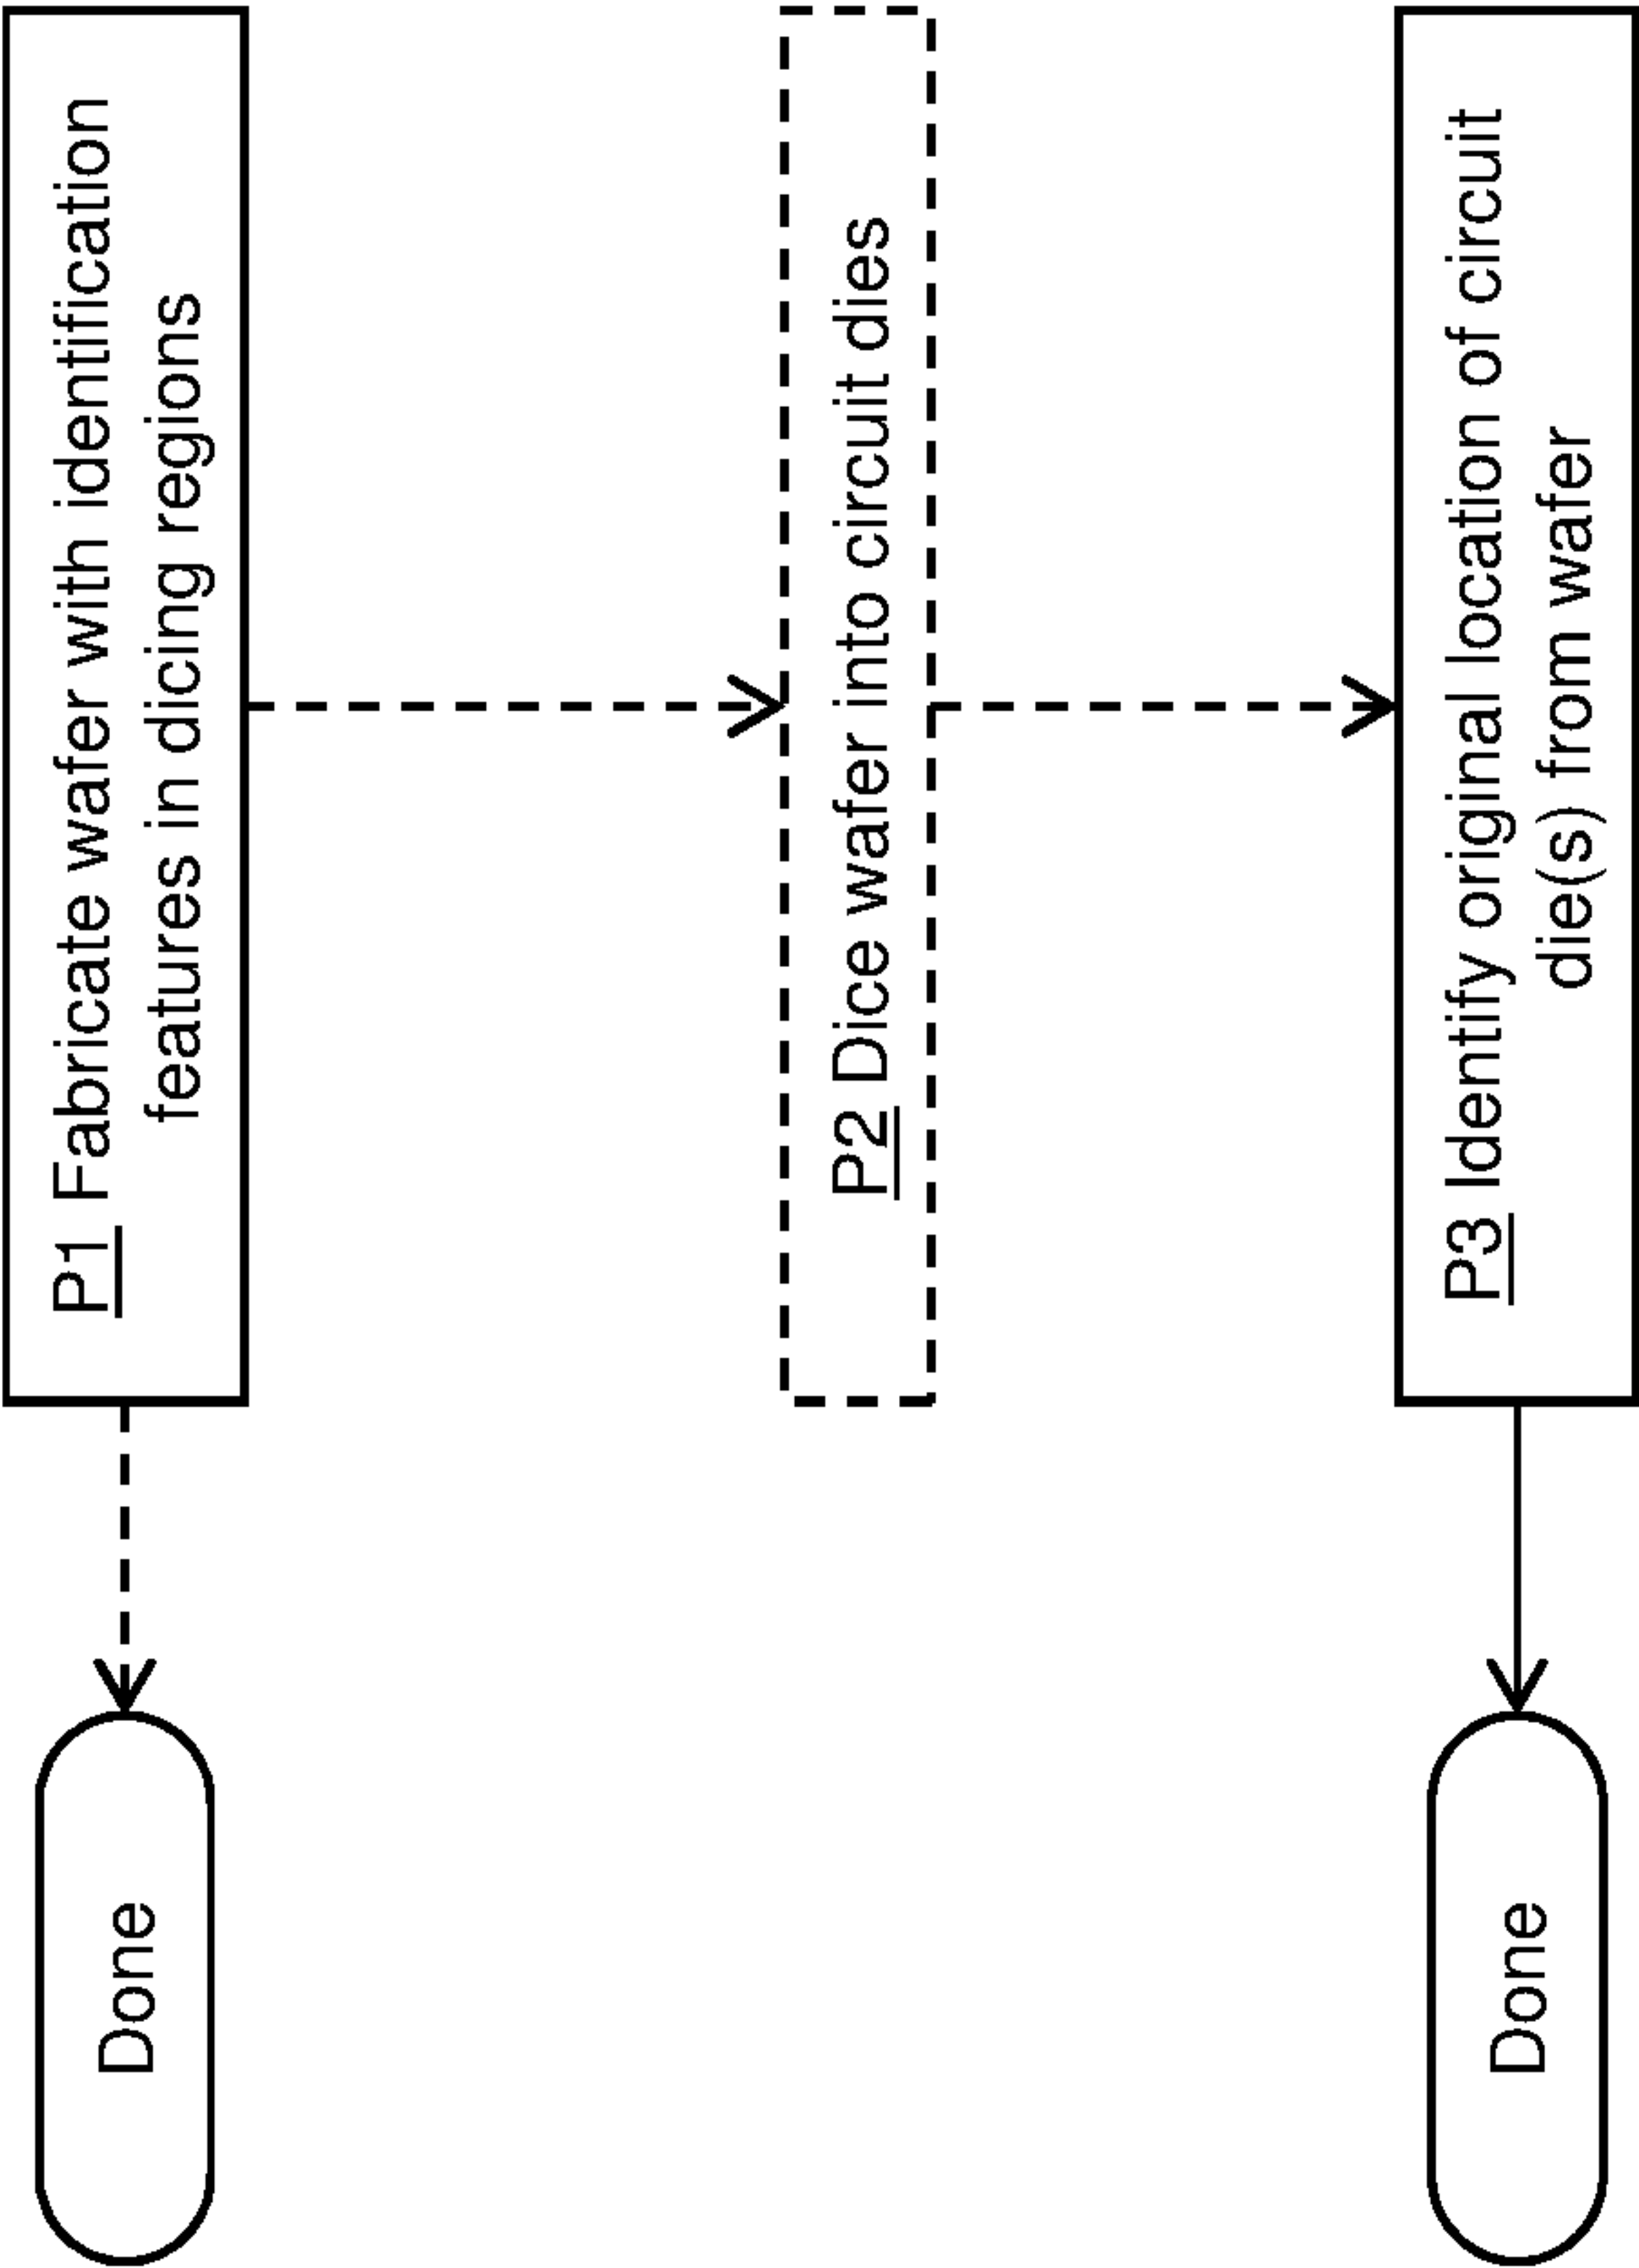 P1 Fabricate wafer with identification
features in dicing regions
Done
P2 Dice wafer into circuit dies
P3 Identify original location of circuit
die(s) from wafer
Done